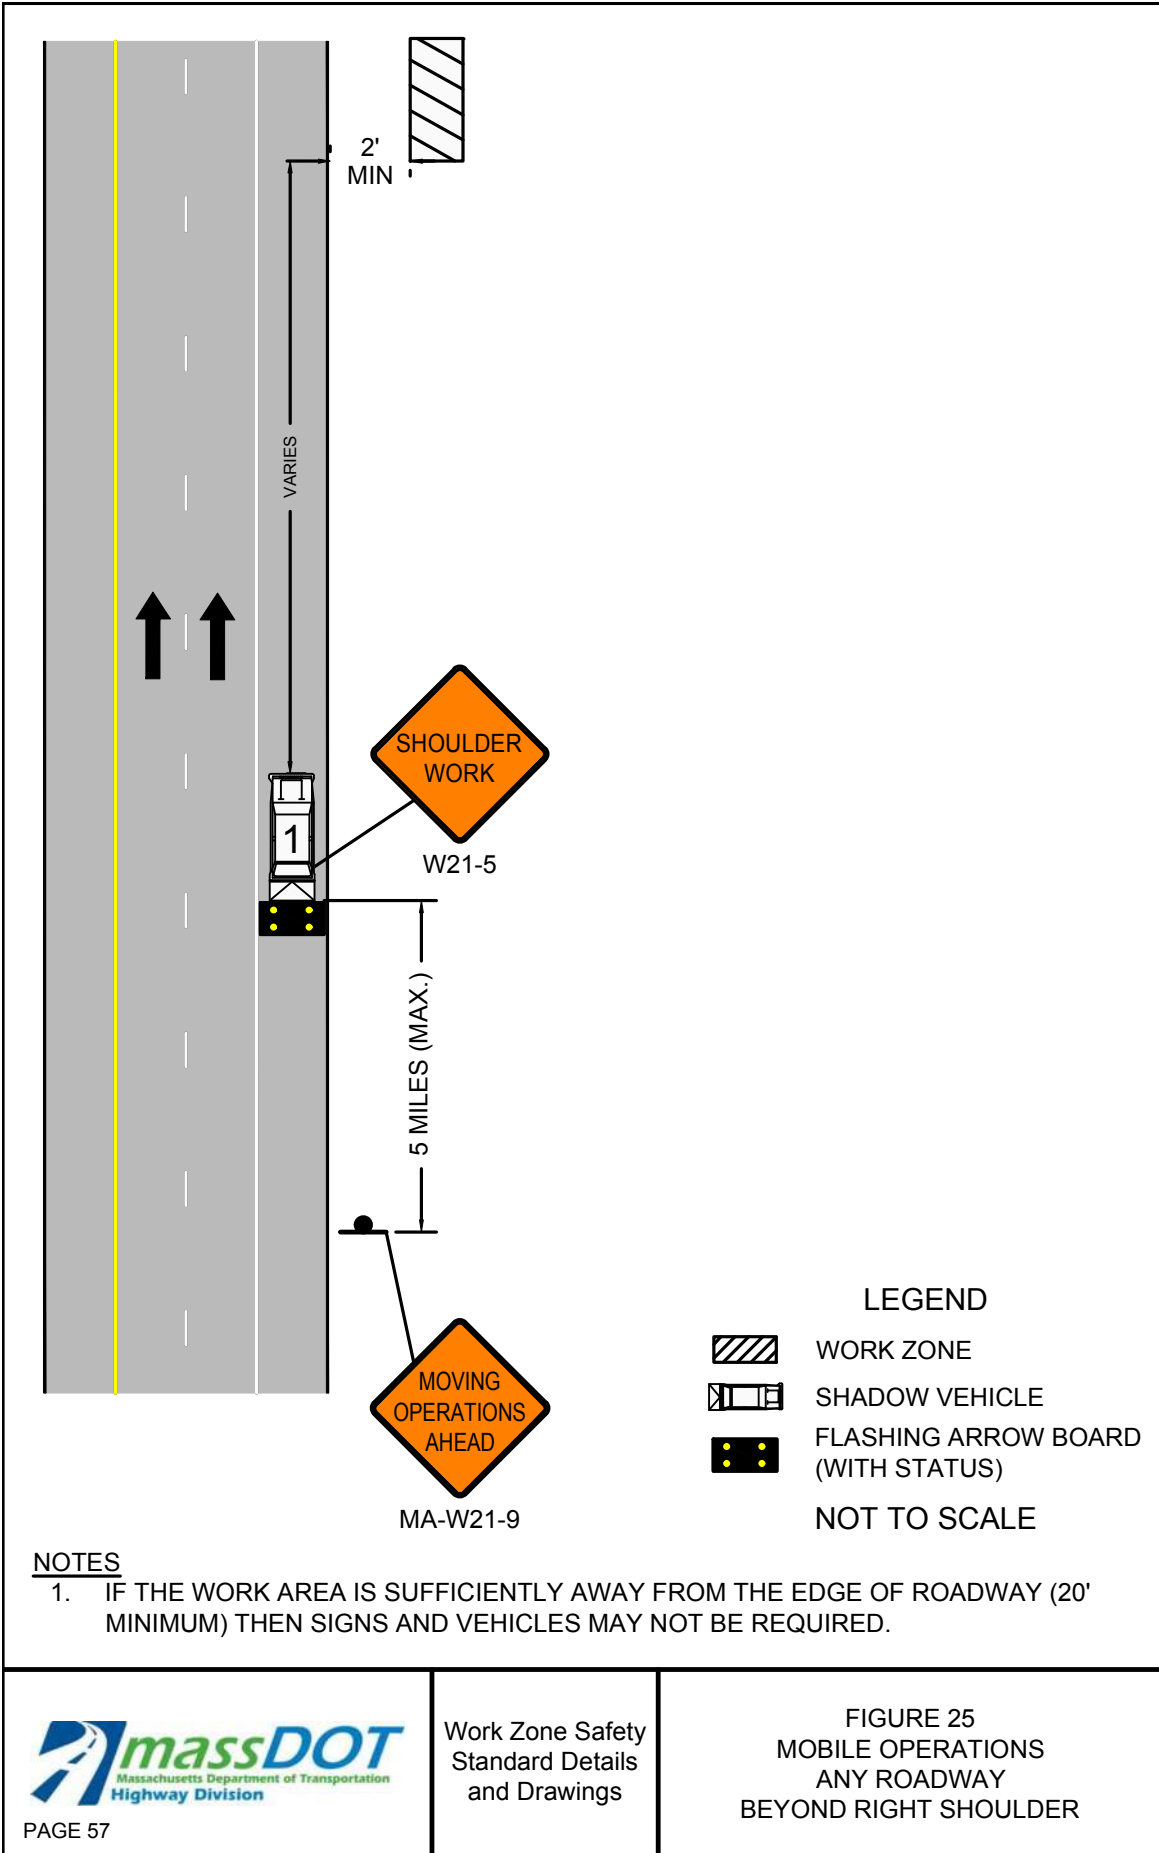 2'
MIN
VARIES
SHOULDER
WORK
1
W21-5
5 MILES (MAX.)
MOVING
OPERATIONS
AHEAD
MA-W21-9
LEGEND
WORK ZONE
SHADOW VEHICLE
FLASHING ARROW BOARD
(WITH STATUS)
NOT TO SCALE
NOTES
1. IF THE WORK AREA IS SUFFICIENTLY AWAY FROM THE EDGE OF ROADWAY (20'
MINIMUM) THEN SIGNS AND VEHICLES MAY NOT BE REQUIRED.
massDOT
Massachusetts Department of Transportation
Highway Division
PAGE 57
Work Zone Safety
Standard Details
and Drawings
FIGURE 25
MOBILE OPERATIONS
ANY ROADWAY
BEYOND RIGHT SHOULDER